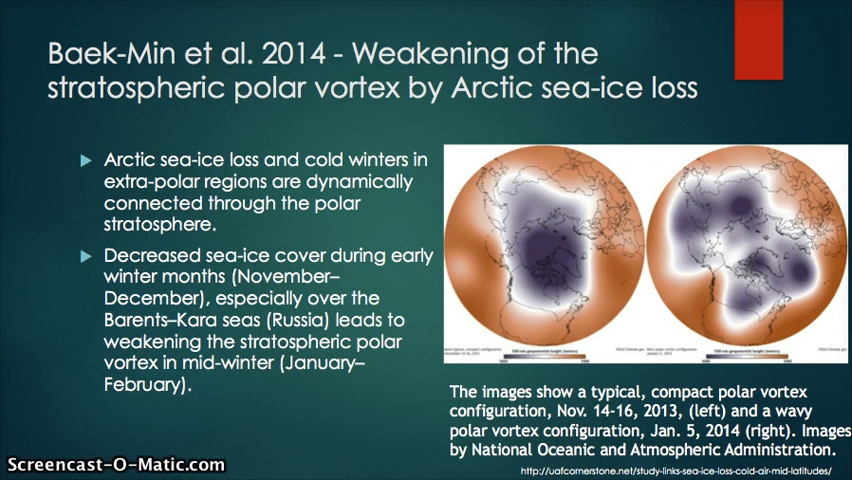 Baek-Min et al. 2014 - Weakening of the
stratospheric polar vortex by Arctic sea-ice loss
Arctic sea-ice loss and cold winters in
extra-polar regions are dynamically
connected through the polar
stratosphere.
Decreased sea-ice cover during early
winter months (November–
December), especially over the
Barents–Kara seas (Russia) leads to
weakening the stratospheric polar
vortex in mid-winter (January–
February).
The images show a typical, compact polar vortex
configuration, Nov. 14-16, 2013, (left) and a wavy
polar vortex configuration, Jan. 5, 2014 (right). Images
by National Oceanic and Atmospheric Administration.
http://uafcornerstone.net/study-links-sea-ice-loss-cold-air-mid-latitudes/
Screencast-O-Matic.com